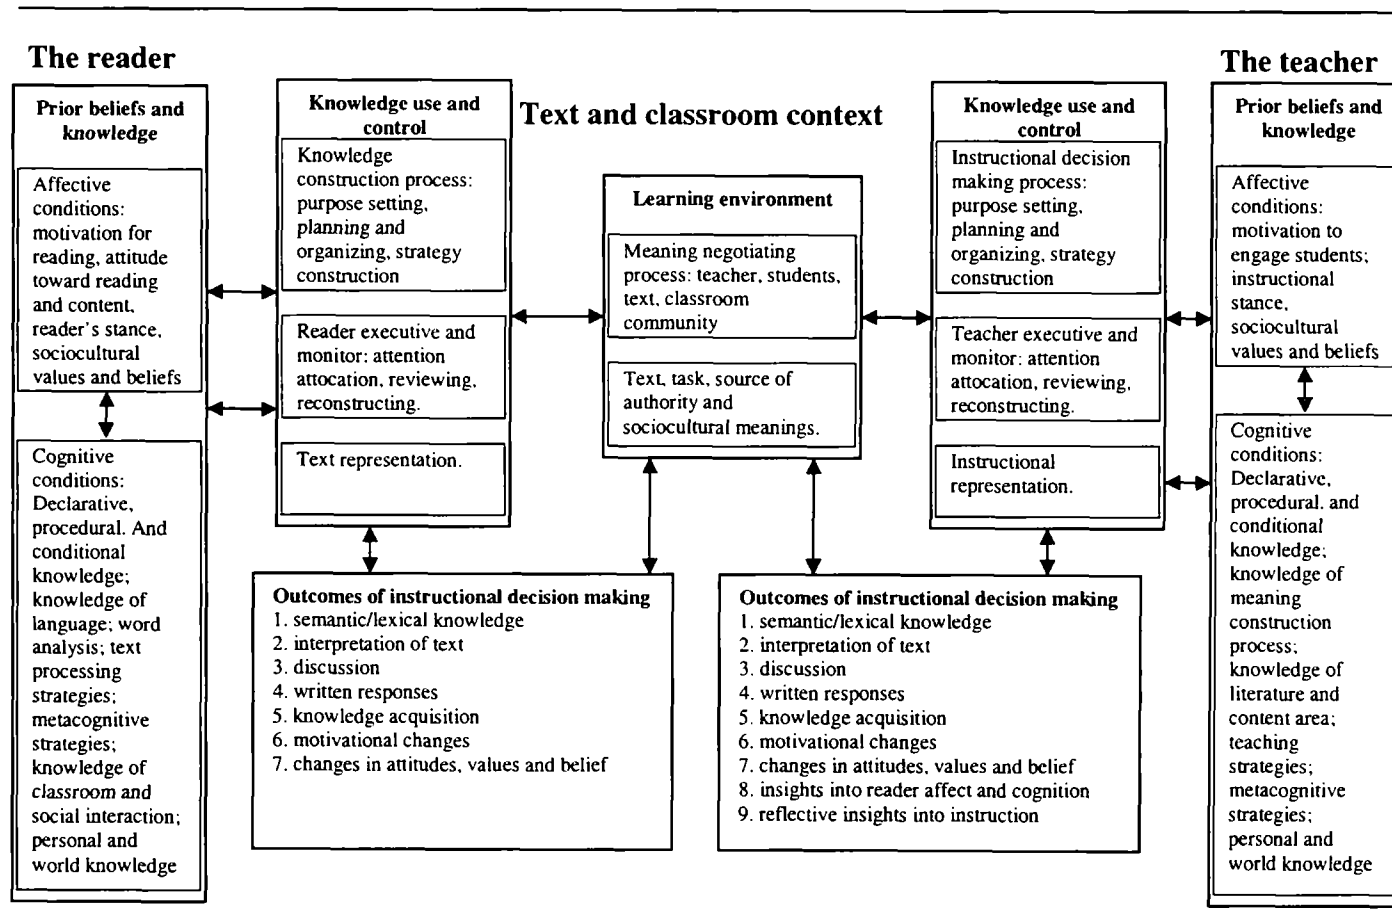 The reader
Prior beliefs and
knowledge
Affective
conditions:
motivation for
reading, attitude
toward reading
and content,
reader's stance,
sociocultural
values and beliefs
Cognitive
conditions:
Declarative,
procedural. And
conditional
knowledge;
knowledge of
language; word
analysis; text
processing
strategies;
metacognitive
strategies;
knowledge of
classroom and
social interaction;
personal and
world knowledge
Knowledge use and
control
Knowledge
construction process:
purpose setting,
planning and
organizing, strategy
construction
Reader executive and
monitor: attention
attocation, reviewing,
reconstructing.
Text representation.
Text and classroom context
Learning environment
Meaning negotiating
process: teacher, students,
text, classroom
community
Text, task, source of
authority and
sociocultural meanings.
Knowledge use and
control
Instructional decision
making process:
purpose setting,
planning and
organizing, strategy
construction
Teacher executive and
monitor: attention
attocation, reviewing,
reconstructing.
Instructional
representation.
The teacher
Prior beliefs and
knowledge
Affective
conditions:
motivation to
engage students;
instructional
stance,
sociocultural
values and beliefs
Cognitive
conditions:
Declarative,
procedural. and
conditional
knowledge;
knowledge of
meaning
construction
process;
knowledge of
literature and
content area;
teaching
strategies;
metacognitive
strategies;
personal and
world knowledge
Outcomes of instructional decision making
1. semantic/lexical knowledge
2. interpretation of text
3. discussion
4. written responses
5. knowledge acquisition
6. motivational changes
7. changes in attitudes, values and belief
Outcomes of instructional decision making
1. semantic/lexical knowledge
2. interpretation of text
3. discussion
4. written responses
5. knowledge acquisition
6. motivational changes
7. changes in attitudes, values and belief
8. insights into reader affect and cognition
9. reflective insights into instruction